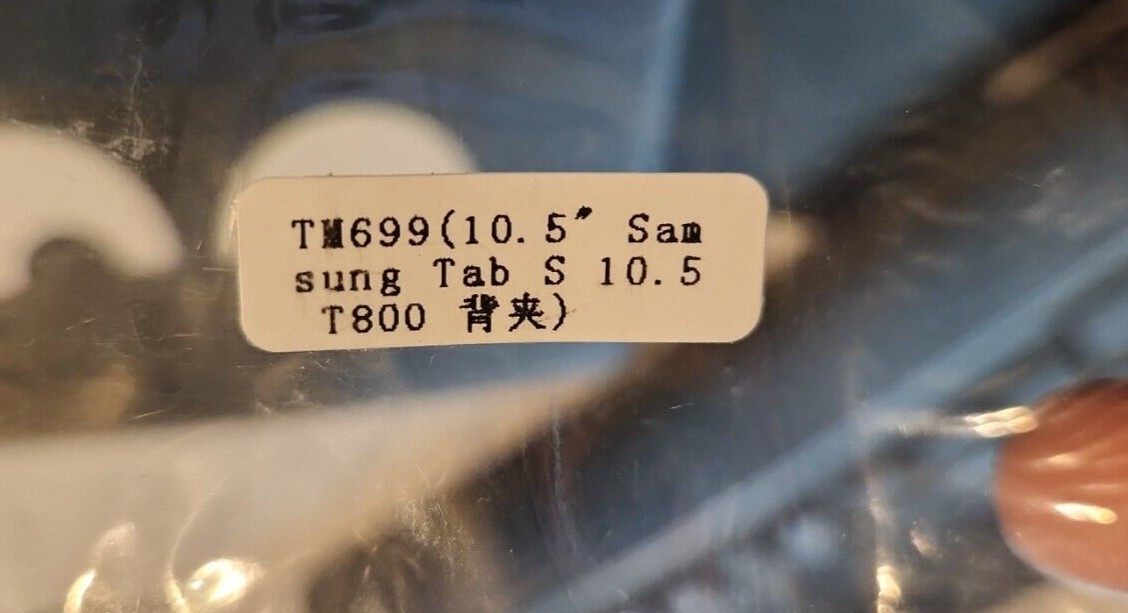 TM699(10.5" Sam
sung Tab S 10.5
T800 背夹)